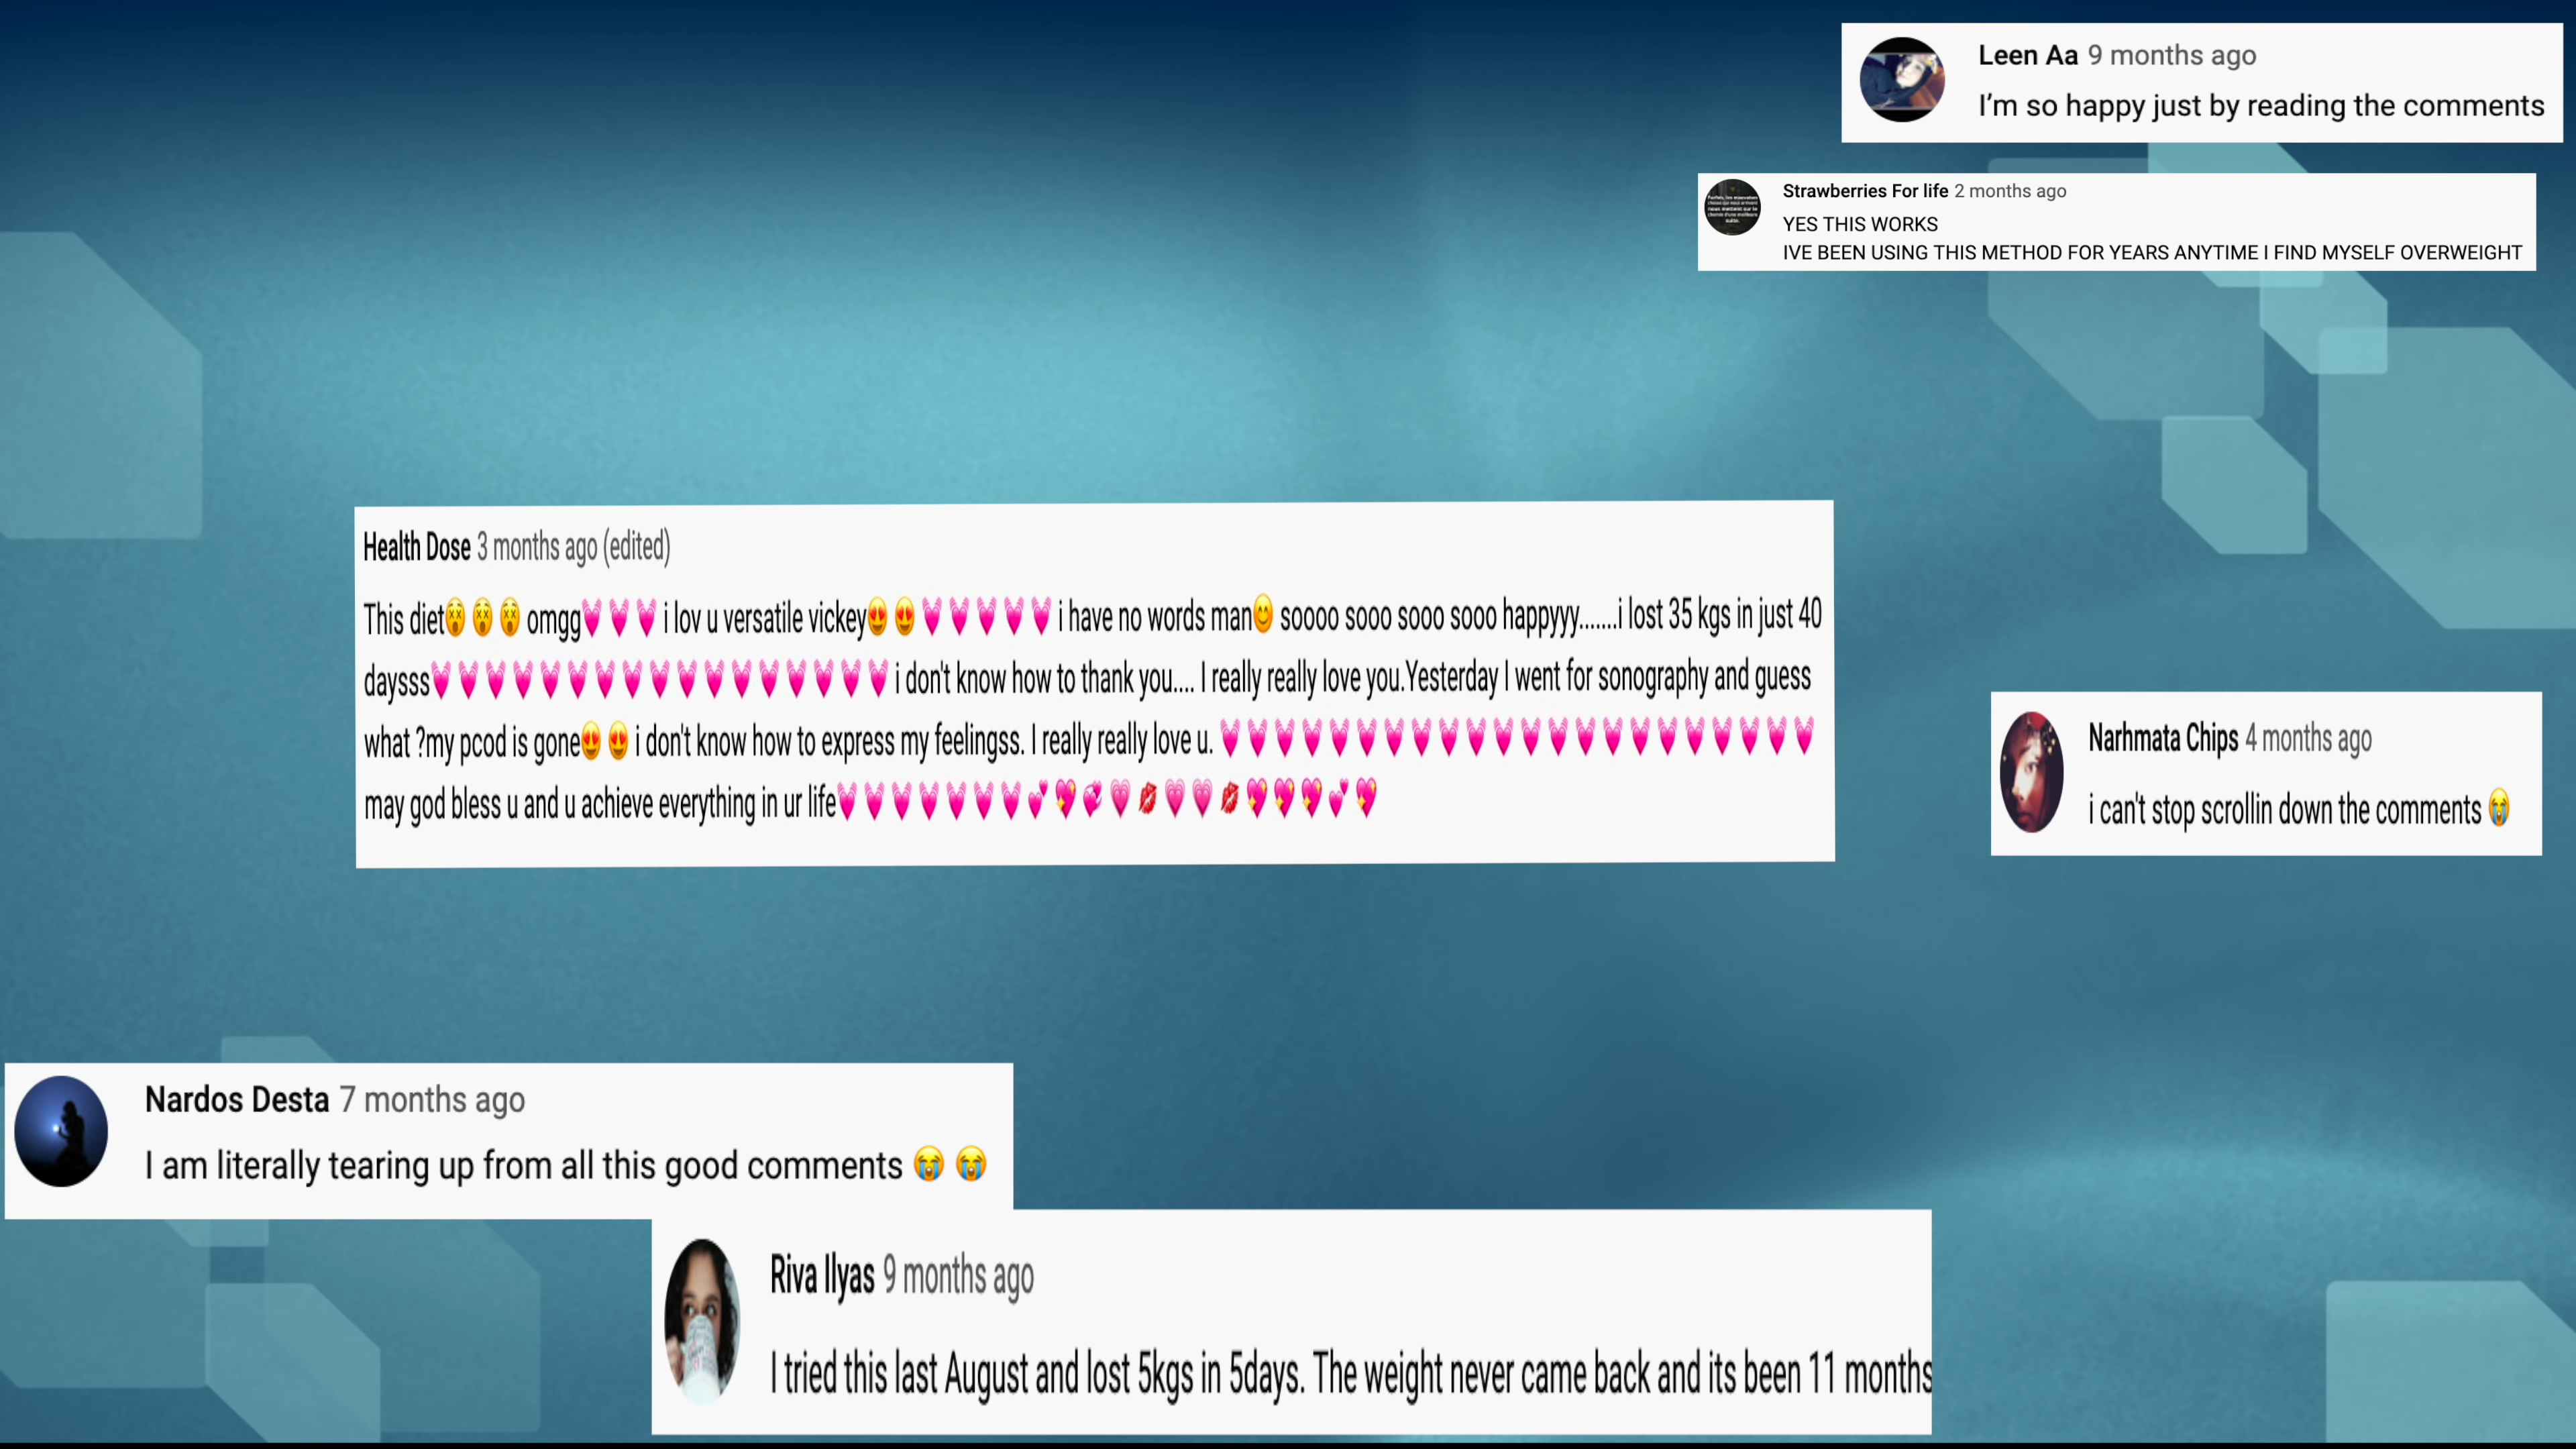 Leen Aa 9 months ago
I'm so happy just by reading the comments
Strawberries For life 2 months ago
YES THIS WORKS
IVE BEEN USING THIS METHOD FOR YEARS ANYTIME I FIND MYSELF OVERWEIGHT
Health Dose 3 months ago (edited)
This diet😵😵😵 omgg💓💓💓 i lov u versatile vickey😍😍💓💓💓💓💓 i have no words man😊 soooo sooo sooo sooo happyyy.......i lost 35 kgs in just 40
daysss💓💓💓💓💓💓💓💓💓💓💓💓💓💓💓💓💓 i don't know how to thank you.... I really really love you.Yesterday I went for sonography and guess
what ?my pcod is gone😍😍 i don't know how to express my feelingss. I really really love u. 💓💓💓💓💓💓💓💓💓💓💓💓💓💓💓💓💓💓💓💓💓💓
may god bless u and u achieve everything in ur life💓💓💓💓💓💓💓💕💖💞💗💋💗💗💋💖💖💖💕💖
Narhmata Chips 4 months ago
i can't stop scrollin down the comments 😭
Nardos Desta 7 months ago
I am literally tearing up from all this good comments 😭😭
Riva Ilyas 9 months ago
I tried this last August and lost 5kgs in 5days. The weight never came back and its been 11 months